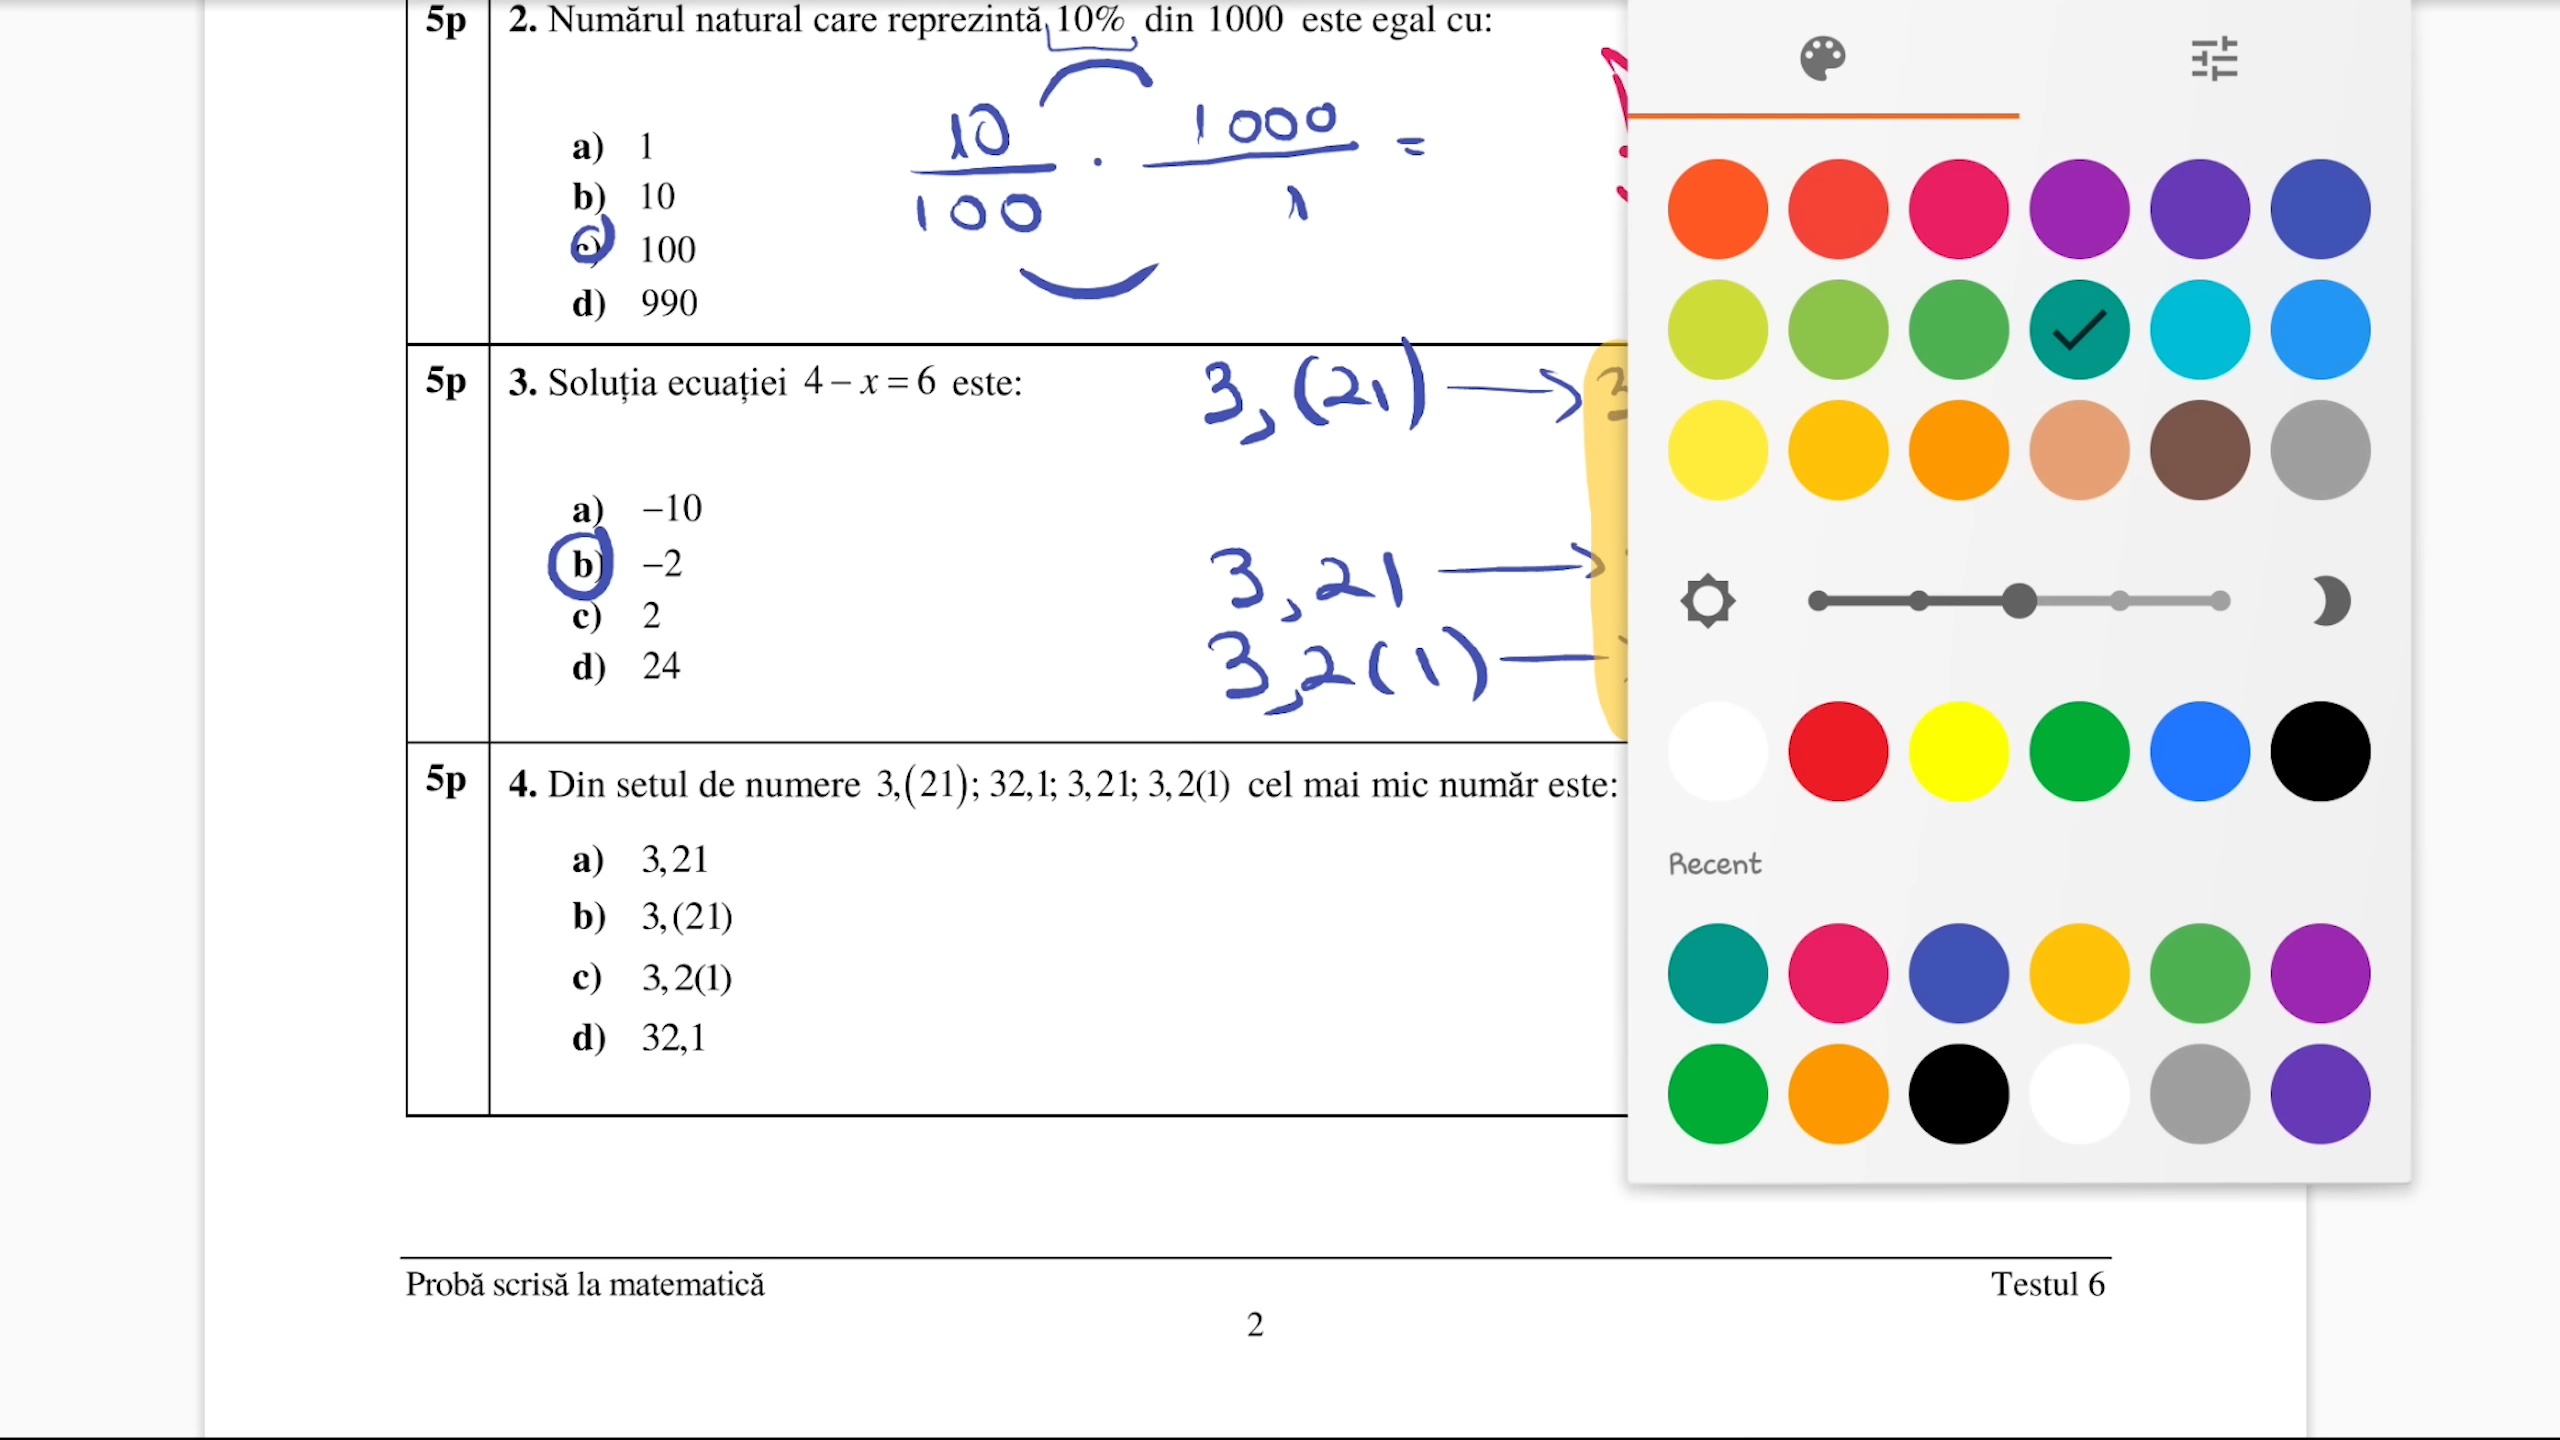 5p 2. Numărul natural care reprezintă 10% din 1000 este egal cu:
a) 1
b) 10
c) 100
d) 990
10 / 100 · 1000 / 1 =
5p 3. Soluția ecuației 4 – x = 6 este:
a) –10
b) –2
c) 2
d) 24
3,(21)
3,21
3,2(1)
5p 4. Din setul de numere 3,(21); 32,1; 3,21; 3,2(1) cel mai mic număr este:
a) 3,21
b) 3,(21)
c) 3,2(1)
d) 32,1
Recent
Probă scrisă la matematică
Testul 6
2